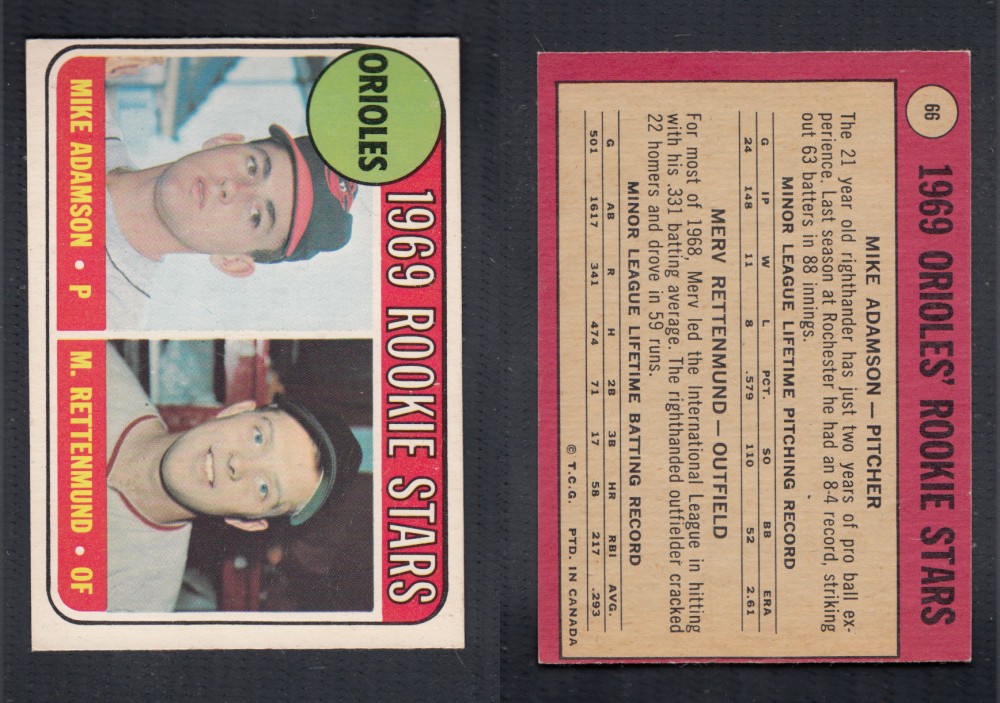 ORIOLES
1969 ROOKIE STARS
MIKE ADAMSON • P
M. RETTENMUND • OF
66
1969 ORIOLES' ROOKIE STARS
MIKE ADAMSON — PITCHER
The 21 year old righthander has just two years of pro ball ex-
perience. Last season at Rochester he had an 8-4 record, striking
out 63 batters in 88 innings.
MINOR LEAGUE LIFETIME PITCHING RECORD
G IP W L PCT. SO BB ERA
24 148 11 8 .579 110 52 2.61
MERV RETTENMUND — OUTFIELD
For most of 1968, Merv led the International League in hitting
with his .331 batting average. The righthanded outfielder cracked
22 homers and drove in 59 runs.
MINOR LEAGUE LIFETIME BATTING RECORD
G AB R H 2B 3B HR RBI AVG.
501 1617 341 474 71 17 58 217 .293
© T.C.G. PTD. IN CANADA